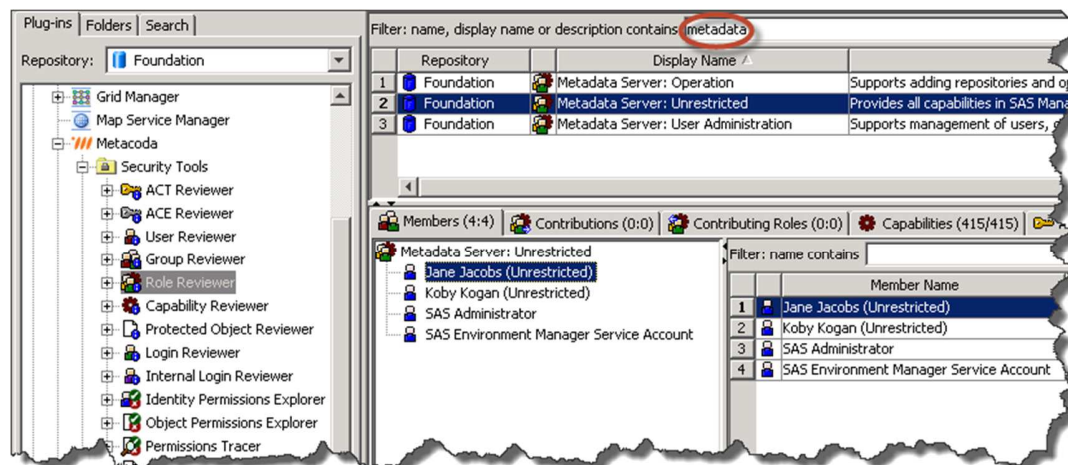 Plug-ins Folders Search
Repository: Foundation
Grid Manager
Map Service Manager
Metacoda
Security Tools
ACT Reviewer
ACE Reviewer
User Reviewer
Group Reviewer
Role Reviewer
Capability Reviewer
Protected Object Reviewer
Login Reviewer
Internal Login Reviewer
Identity Permissions Explorer
Object Permissions Explorer
Permissions Tracer
Filter: name, display name or description contains metadata
Repository Display Name
1 Foundation Metadata Server: Operation Supports adding repositories and
2 Foundation Metadata Server: Unrestricted Provides all capabilities in SAS
3 Foundation Metadata Server: User Administration Supports management of users,
Members (4:4) Contributions (0:0) Contributing Roles (0:0) Capabilities (415/415)
Metadata Server: Unrestricted
Jane Jacobs (Unrestricted)
Koby Kogan (Unrestricted)
SAS Administrator
SAS Environment Manager Service Account
Filter: name contains
Member Name
1 Jane Jacobs (Unrestricted)
2 Koby Kogan (Unrestricted)
3 SAS Administrator
4 SAS Environment Manager Service Account